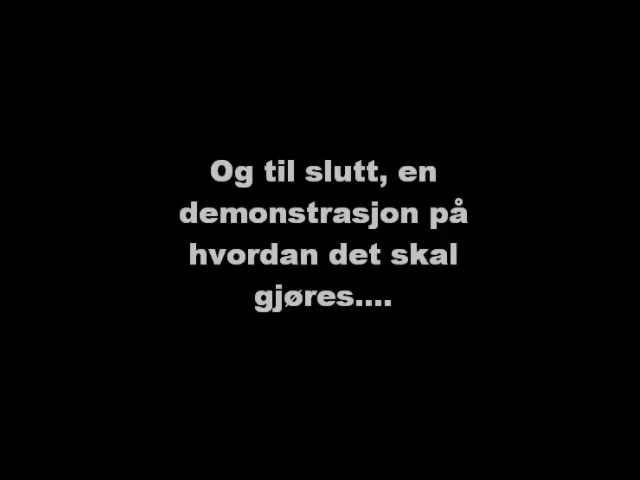 Og til slutt, en
demonstrasjon på
hvordan det skal
gjøres....